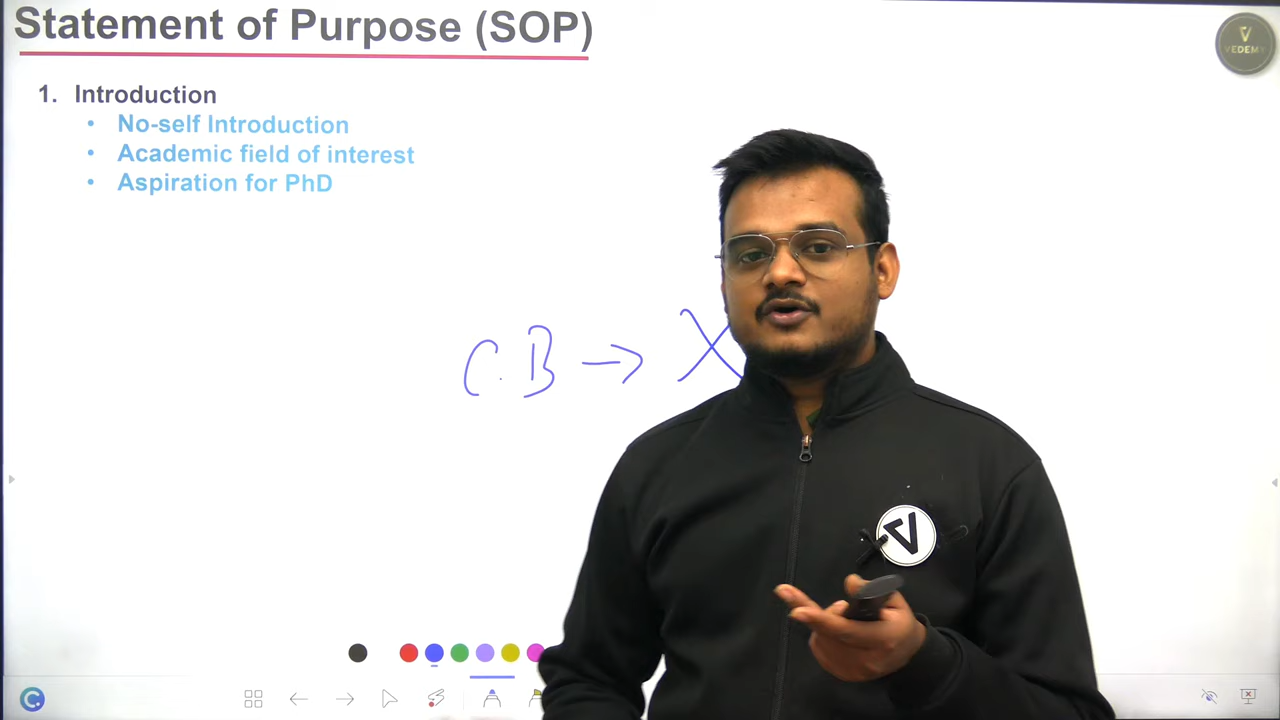 Statement of Purpose (SOP)
VEDEMY
1. Introduction
• No-self Introduction
• Academic field of interest
• Aspiration for PhD
C.B → X
V